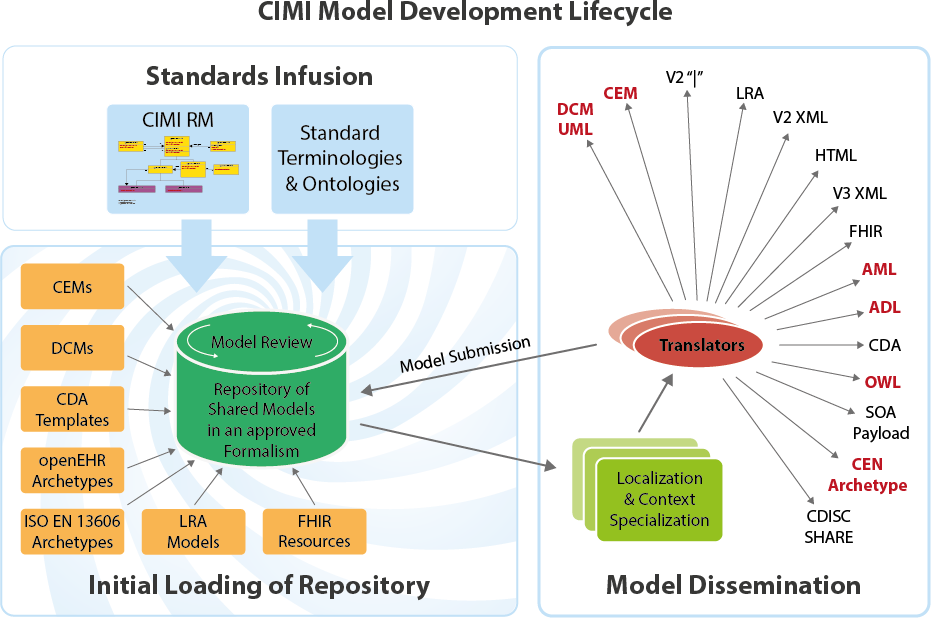 CIMI Model Development Lifecycle
Standards Infusion
CIMI RM
Standard
Terminologies
& Ontologies
CEMs
DCMs
CDA
Templates
openEHR
Archetypes
ISO EN 13606
Archetypes
LRA
Models
FHIR
Resources
Model Review
Repository of
Shared Models
in an approved
Formalism
Initial Loading of Repository
Model Submission
DCM
UML
CEM
V2 “|”
LRA
V2 XML
HTML
V3 XML
FHIR
AML
ADL
CDA
OWL
SOA
Payload
CEN
Archetype
CDISC
SHARE
Translators
Localization
& Context
Specialization
Model Dissemination